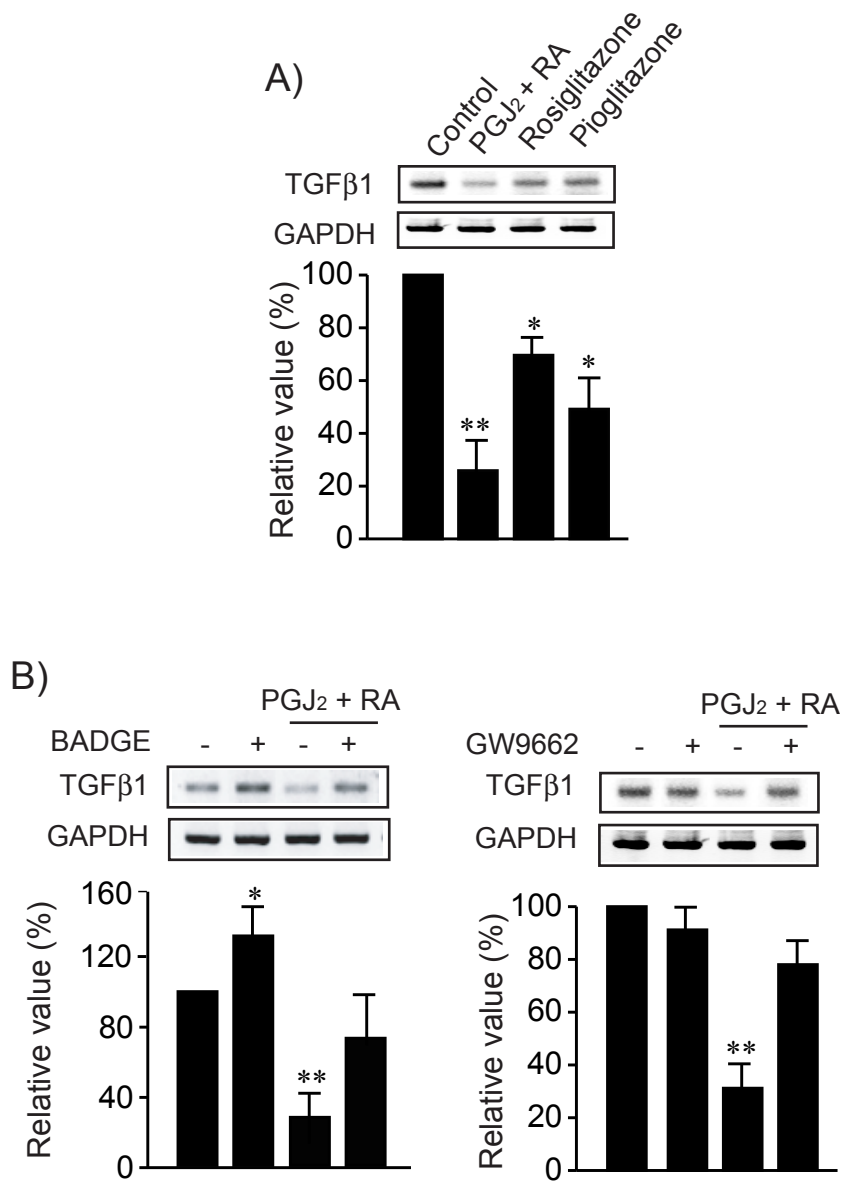 A)
Control
PGJ2 + RA
Rosiglitazone
Pioglitazone
TGFβ1
GAPDH
Relative value (%)
100
80
60
40
20
0
**
*
*
B)
PGJ2 + RA
BADGE - + - +
TGFβ1
GAPDH
Relative value (%)
160
120
80
40
0
*
**
PGJ2 + RA
GW9662 - + - +
TGFβ1
GAPDH
Relative value (%)
100
80
60
40
20
0
**